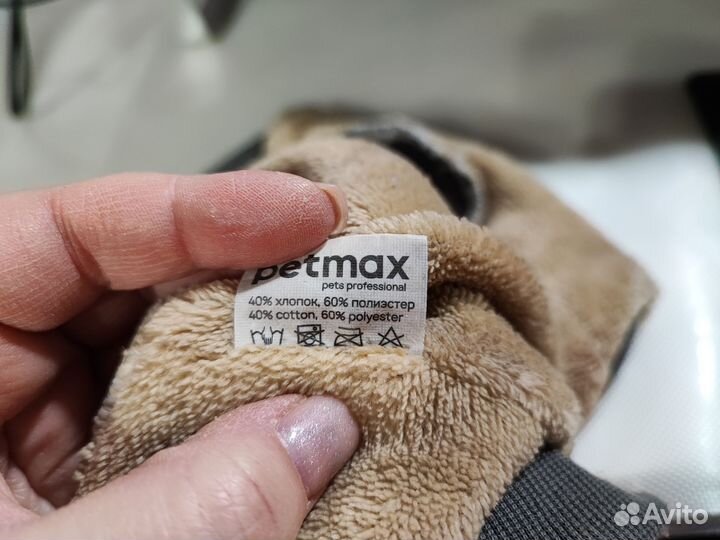 petmax
pets professional
40% хлопок, 60% полиэстер
40% cotton, 60% polyester
Avito